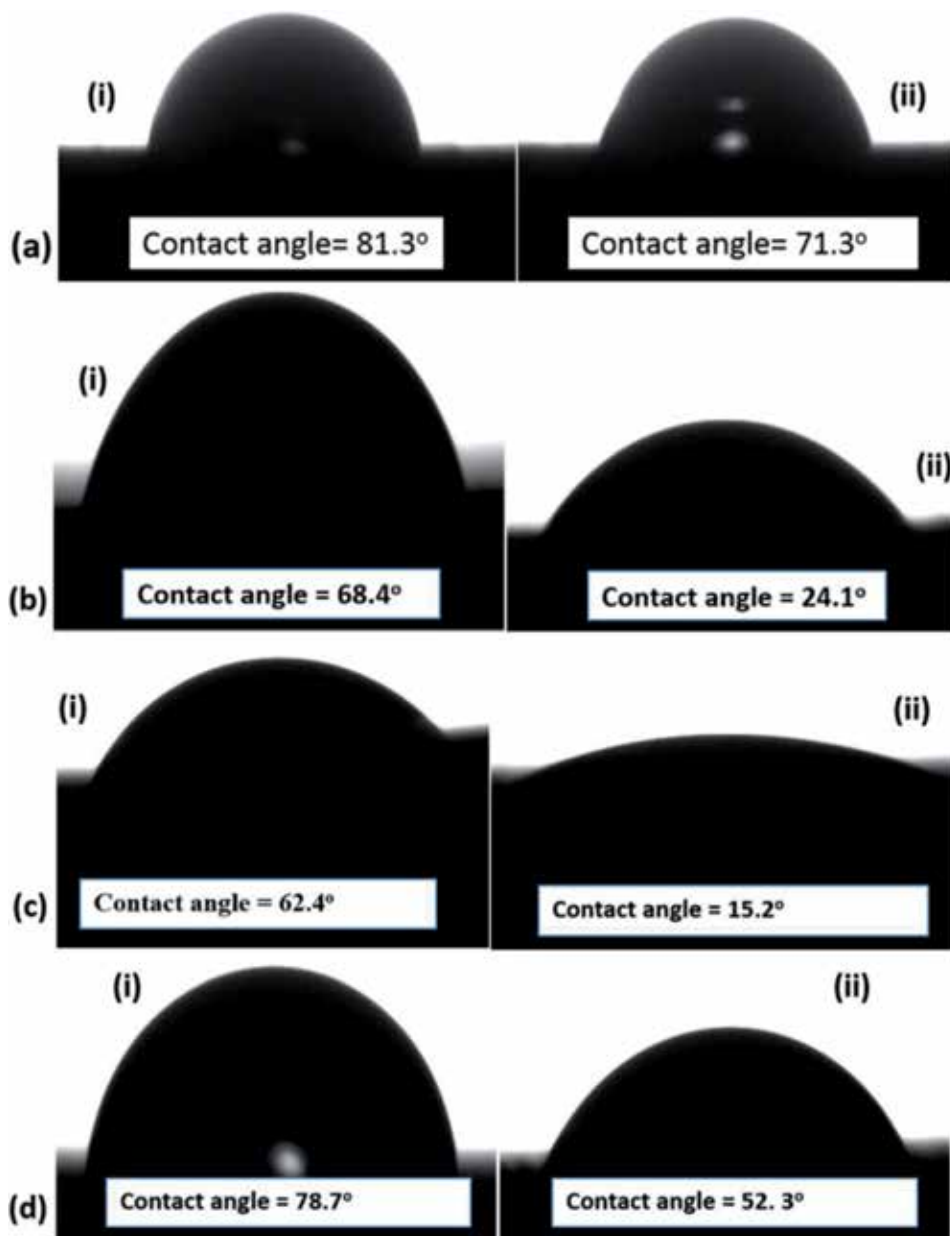 (i)
(ii)
(a)
Contact angle= 81.3°
Contact angle= 71.3°
(i)
(ii)
(b)
Contact angle = 68.4°
Contact angle = 24.1°
(i)
(ii)
(c)
Contact angle = 62.4°
Contact angle = 15.2°
(i)
(ii)
(d)
Contact angle = 78.7°
Contact angle = 52. 3°